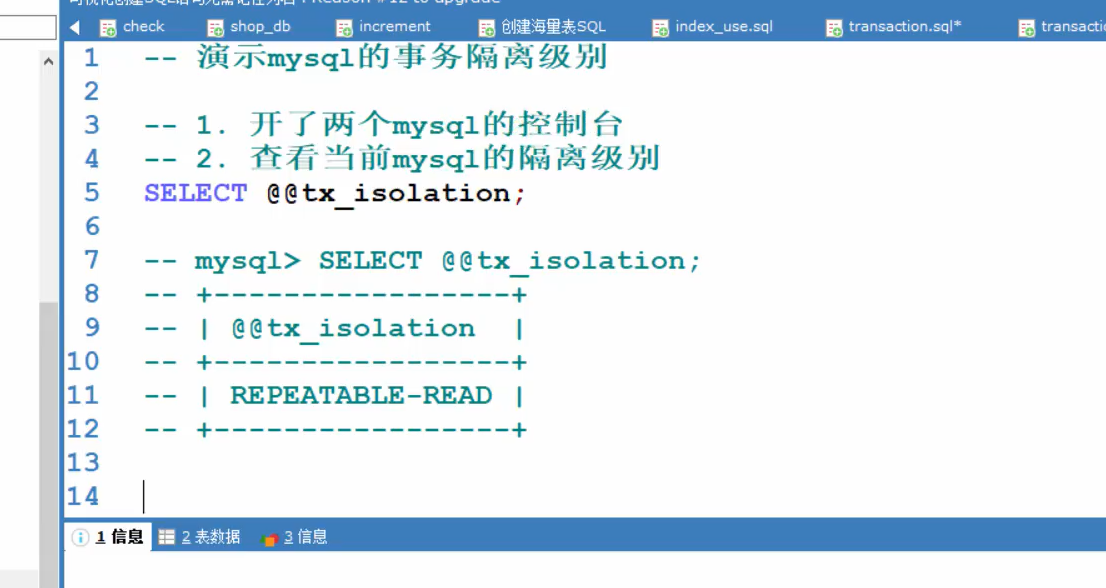 check shop_db increment 创建海量表SQL index_use.sql transaction.sql*
1 -- 演示mysql的事务隔离级别
2
3 -- 1. 开了两个mysql的控制台
4 -- 2. 查看当前mysql的隔离级别
5 SELECT @@tx_isolation;
6
7 -- mysql> SELECT @@tx_isolation;
8 -- +-----------------+
9 -- | @@tx_isolation  |
10 -- +-----------------+
11 -- | REPEATABLE-READ |
12 -- +-----------------+
13
14
1 信息 2 表数据 3 信息